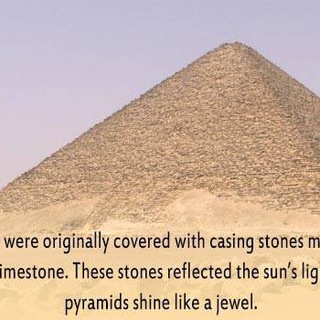 were originally covered with casing stones m
imestone. These stones reflected the sun's lig
pyramids shine like a jewel.